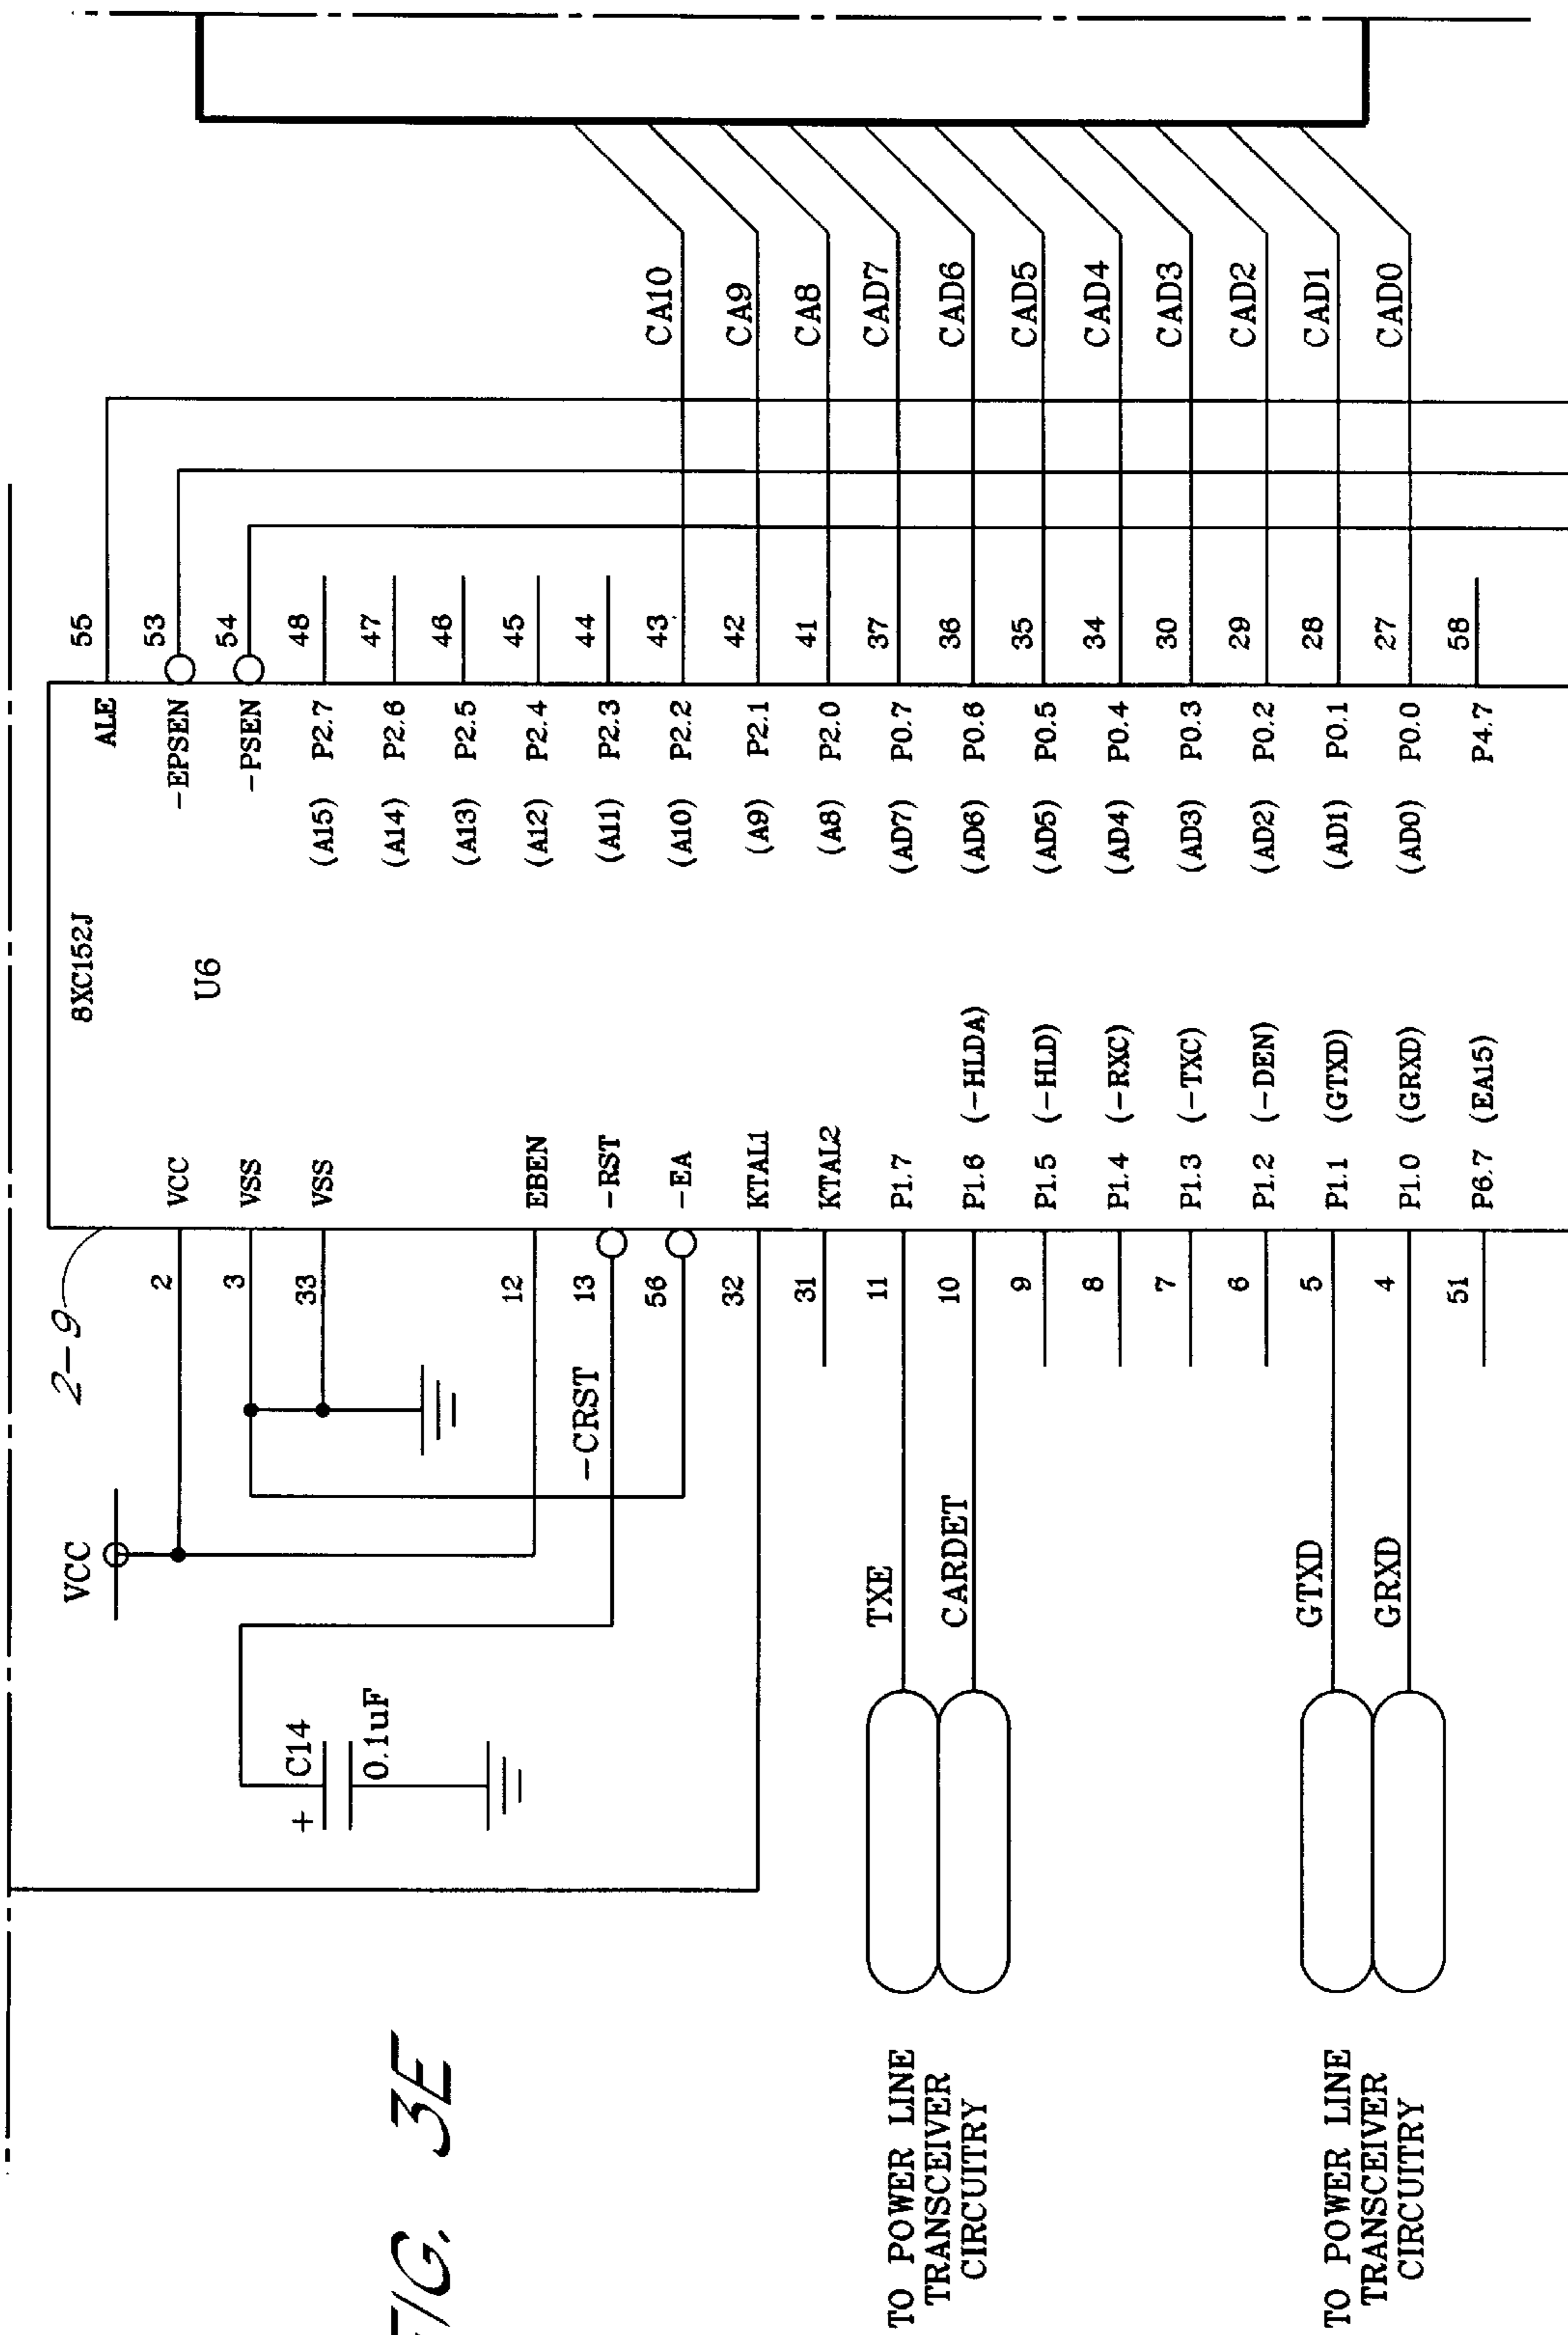 FIG. 3E
2-9
8XC152J
U6
VCC
VCC 2
VSS 3
VSS 33
EBEN 12
-RST 13
-CRST
-EA 56
KTAL1 32
KTAL2 31
P1.7 11 TXE
P1.6 (-HLDA) 10 CARDET
P1.5 (-HLD) 9
P1.4 (-RXC) 8
P1.3 (-TXC) 7
P1.2 (-DEN) 6
P1.1 (GTXD) 5 GTXD
P1.0 (GRXD) 4 GRXD
P6.7 (EA15) 51
+ C14
0.1uF
TO POWER LINE
TRANSCEIVER
CIRCUITRY
TO POWER LINE
TRANSCEIVER
CIRCUITRY
ALE 55
-EPSEN 53
-PSEN 54
(A15) P2.7 48
(A14) P2.6 47
(A13) P2.5 46
(A12) P2.4 45
(A11) P2.3 44
(A10) P2.2 43 CA10
(A9) P2.1 42 CA9
(A8) P2.0 41 CA8
(AD7) P0.7 37 CAD7
(AD6) P0.6 36 CAD6
(AD5) P0.5 35 CAD5
(AD4) P0.4 34 CAD4
(AD3) P0.3 30 CAD3
(AD2) P0.2 29 CAD2
(AD1) P0.1 28 CAD1
(AD0) P0.0 27 CAD0
P4.7 58